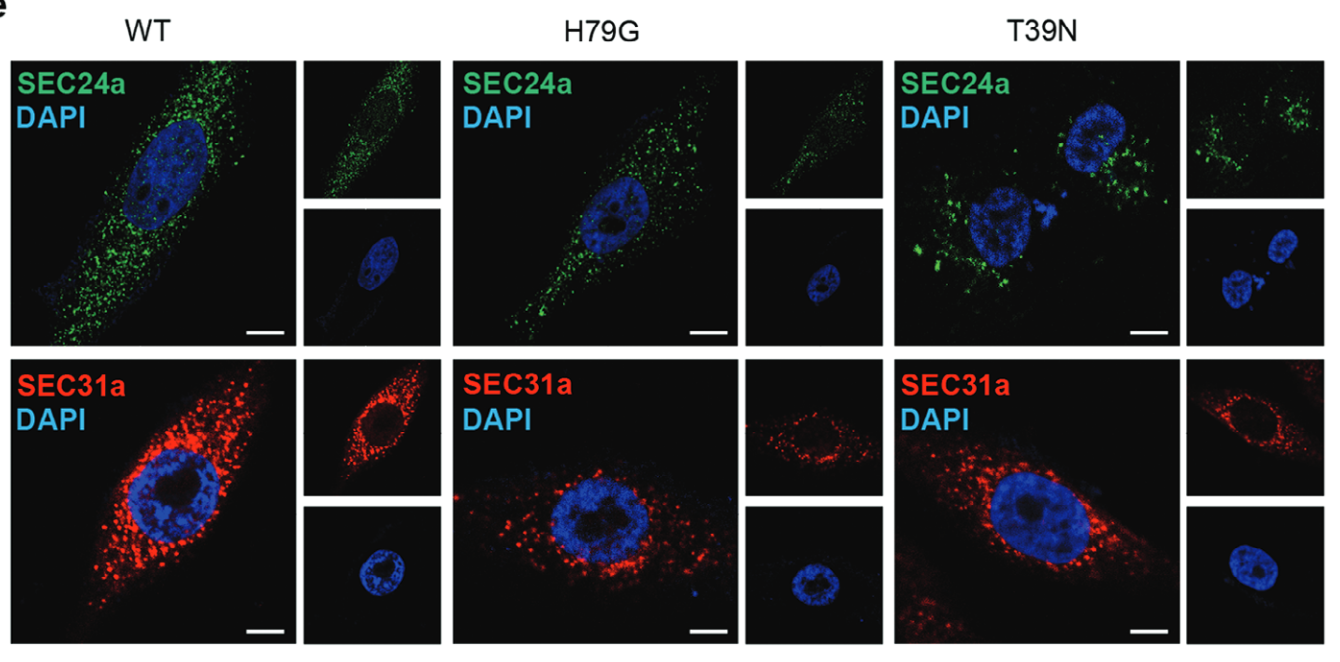 e
WT H79G T39N
SEC24a SEC24a SEC24a
DAPI DAPI DAPI
SEC31a SEC31a SEC31a
DAPI DAPI DAPI